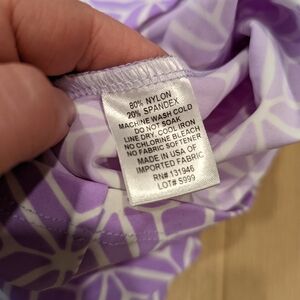 80% NYLON
20% SPANDEX
MACHINE WASH COLD
DO NOT SOAK
LINE DRY, COOL IRON
NO CHLORINE BLEACH
NO FABRIC SOFTENER
MADE IN USA OF
IMPORTED FABRIC
RN# 131946
LOT# S999